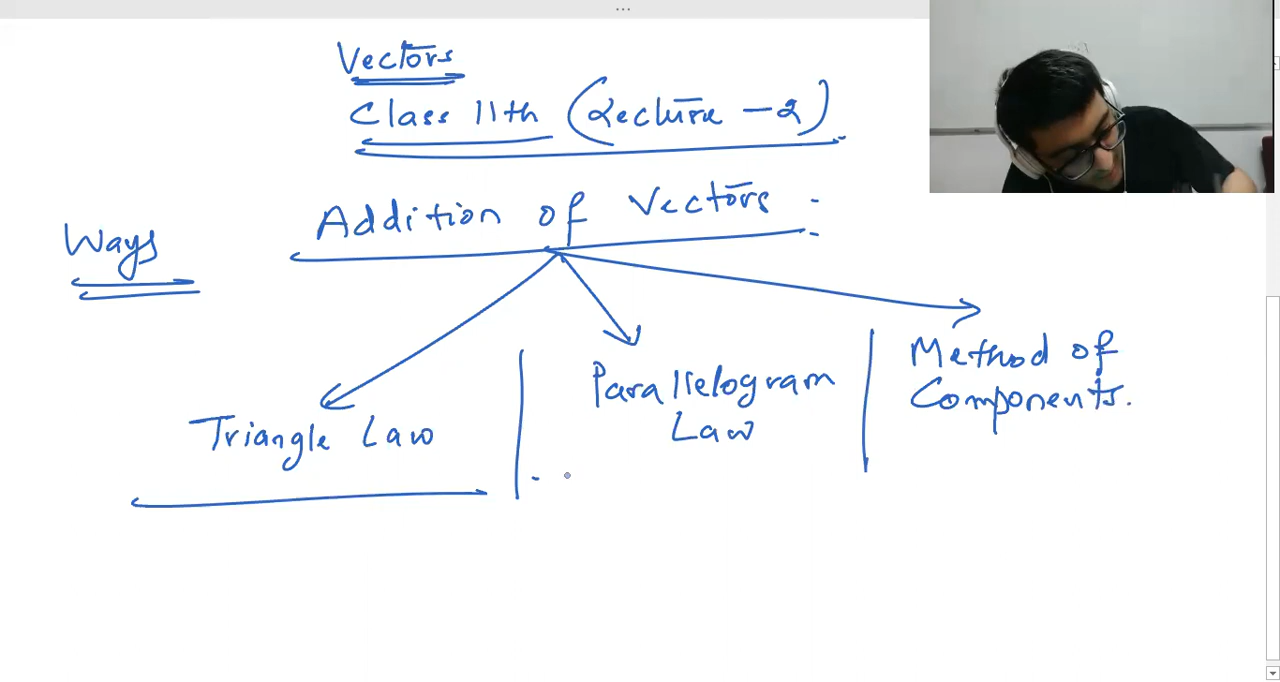 Vectors
Class 11th (Lecture - 2)
Addition of Vectors :
Ways
Triangle Law
Parallelogram
Law
Method of
Components.